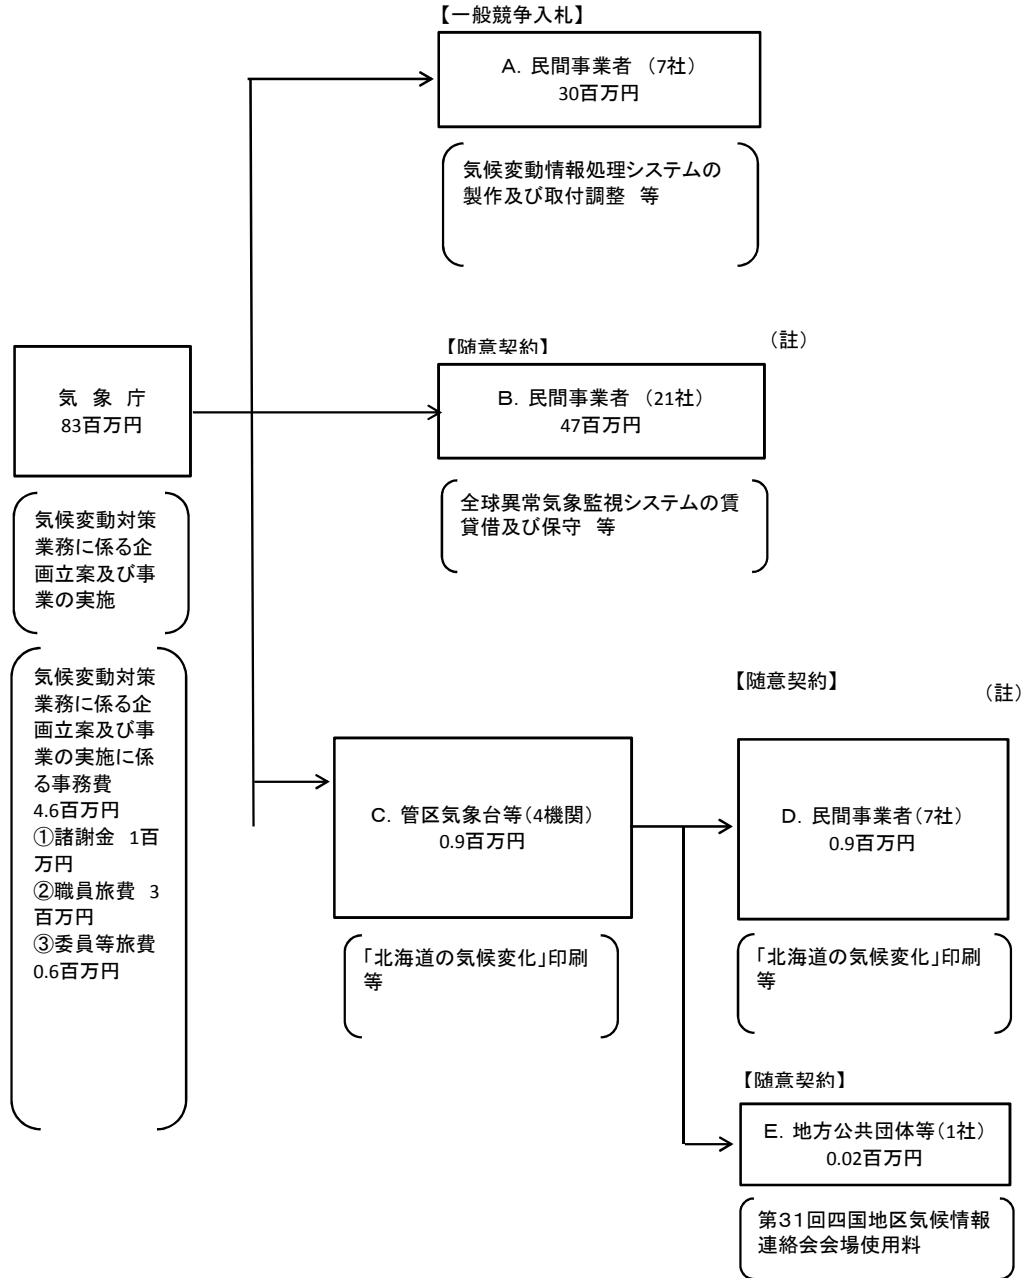 【一般競争入札】
A. 民間事業者 （7社）
30百万円
気候変動情報処理システムの
製作及び取付調整 等
【随意契約】
（註）
B. 民間事業者 （21社）
47百万円
全球異常気象監視システムの賃
貸借及び保守 等
気 象 庁
83百万円
気候変動対策
業務に係る企
画立案及び事
業の実施
気候変動対策
業務に係る企
画立案及び事
業の実施に係
る事務費
4.6百万円
①諸謝金 1百
万円
②職員旅費 3
百万円
③委員等旅費
0.6百万円
C. 管区気象台等（4機関）
0.9百万円
「北海道の気候変化」印刷
等
【随意契約】
（註）
D. 民間事業者（7社）
0.9百万円
「北海道の気候変化」印刷
等
【随意契約】
E. 地方公共団体等（1社）
0.02百万円
第３１回四国地区気候情報
連絡会会場使用料